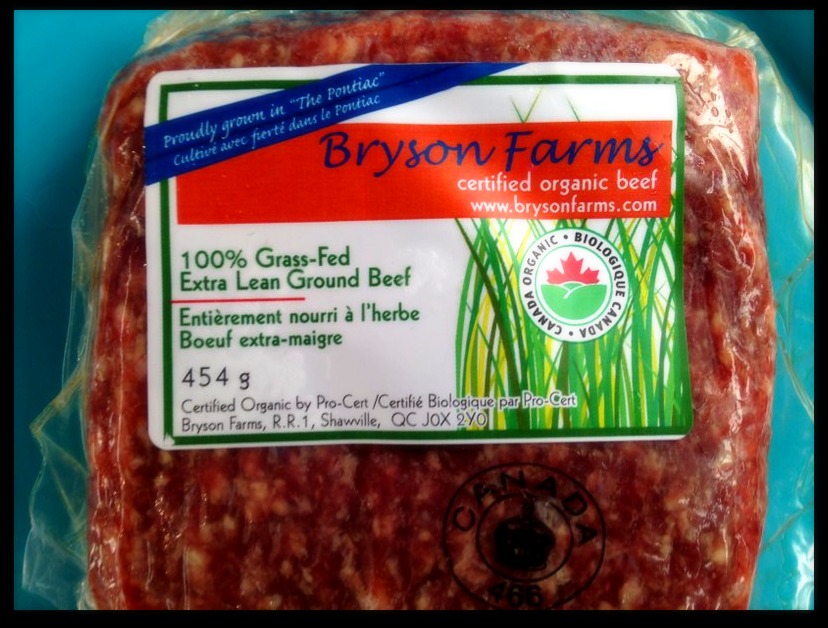 Proudly grown in "The Pontiac"
Cultivé avec fierté dans le Pontiac
Bryson Farms
certified organic beef
www.brysonfarms.com
100% Grass-Fed
Extra Lean Ground Beef
Entièrement nourri à l'herbe
Boeuf extra-maigre
454 g
CANADA ORGANIC • BIOLOGIQUE CANADA •
Certified Organic by Pro-Cert /Certifié Biologique par Pro-Cert
Bryson Farms, R.R.1, Shawville, QC J0X 2Y0
CANADA
466